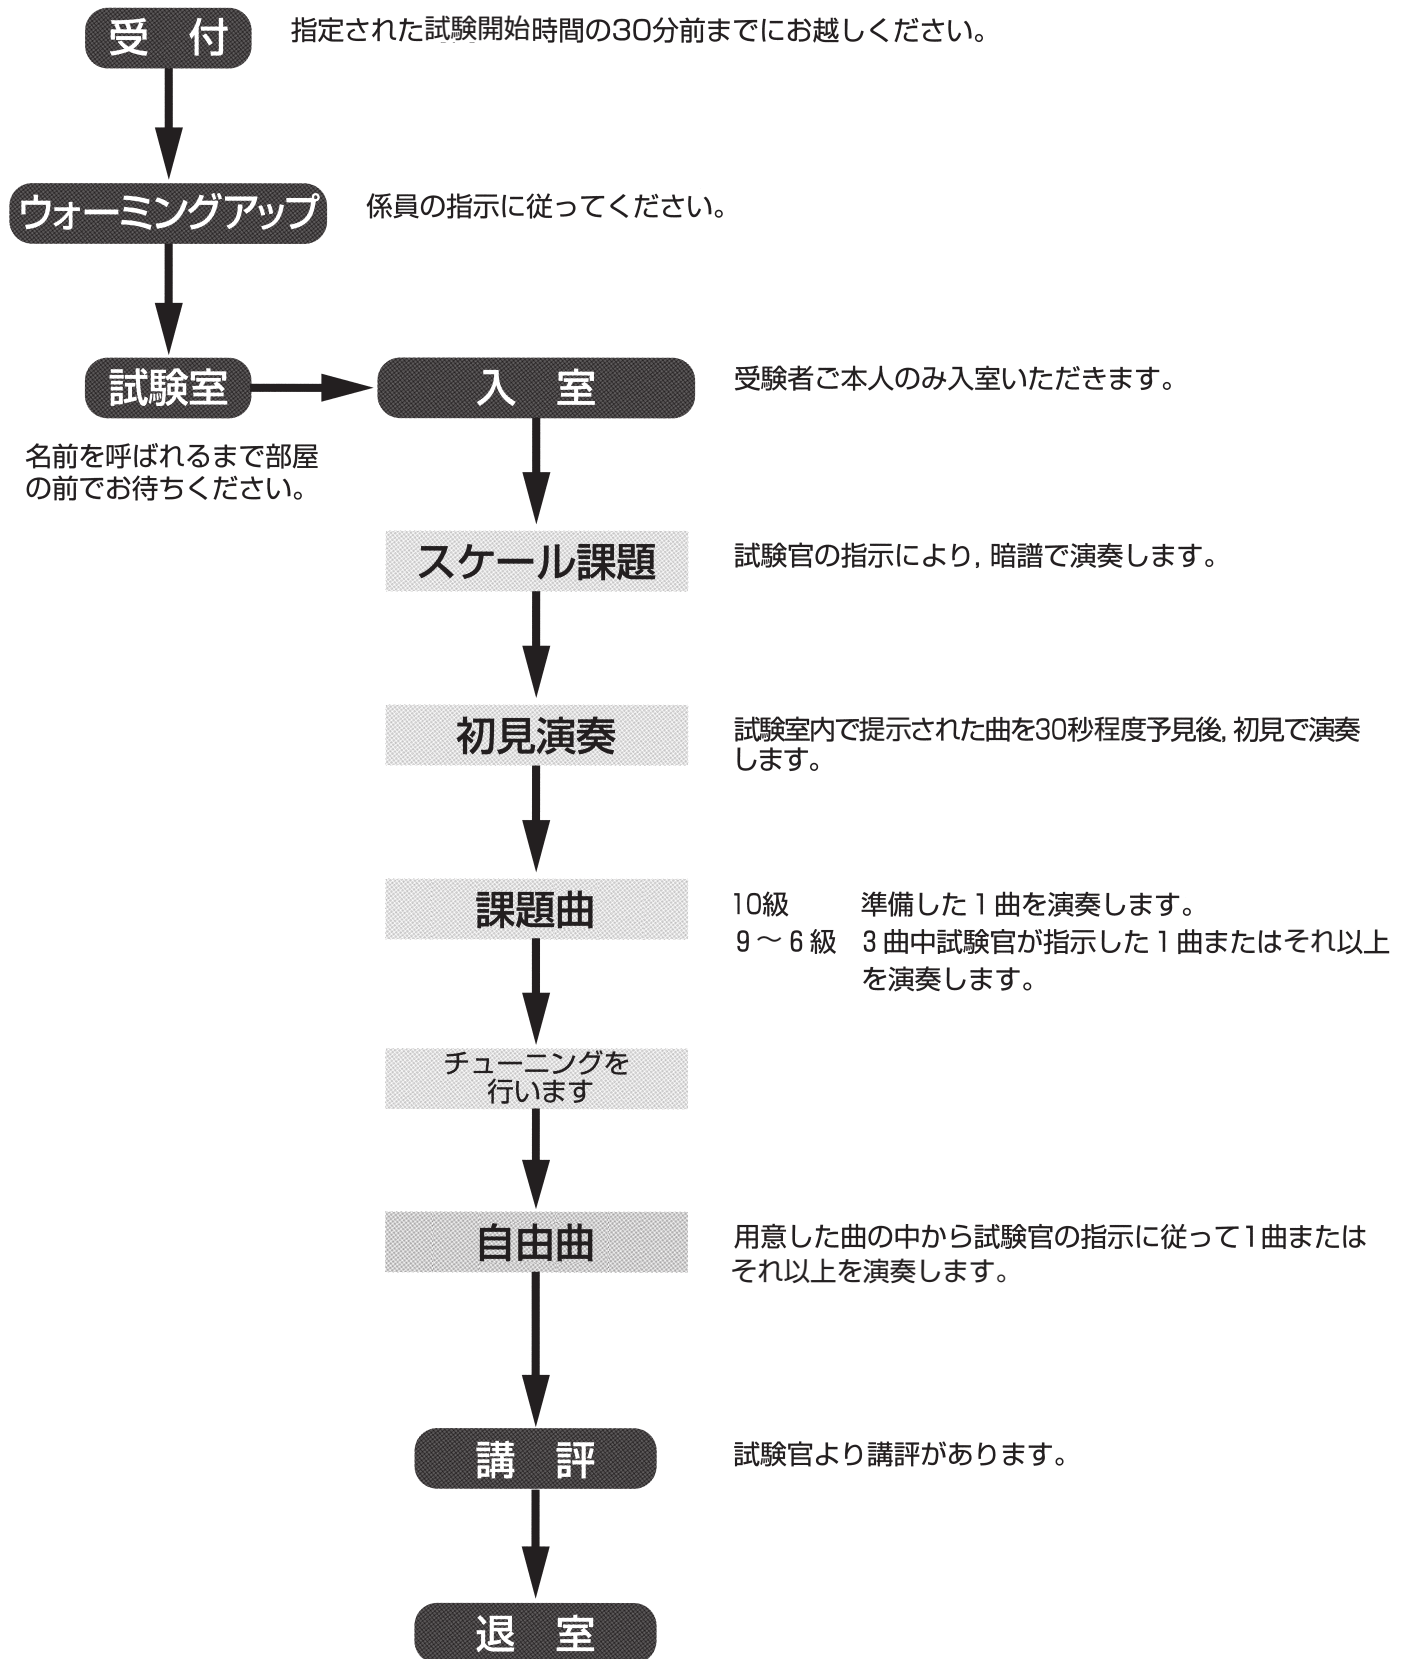 受　付
指定された試験開始時間の30分前までにお越しください。
ウォーミングアップ
係員の指示に従ってください。
試験室
名前を呼ばれるまで部屋
の前でお待ちください。
入　室
受験者ご本人のみ入室いただきます。
スケール課題
試験官の指示により, 暗譜で演奏します。
初見演奏
試験室内で提示された曲を30秒程度予見後, 初見で演奏
します。
課題曲
10級　準備した1曲を演奏します。
9～6級　3曲中試験官が指示した1曲またはそれ以上
を演奏します。
チューニングを
行います
自由曲
用意した曲の中から試験官の指示に従って1曲または
それ以上を演奏します。
講　評
試験官より講評があります。
退　室